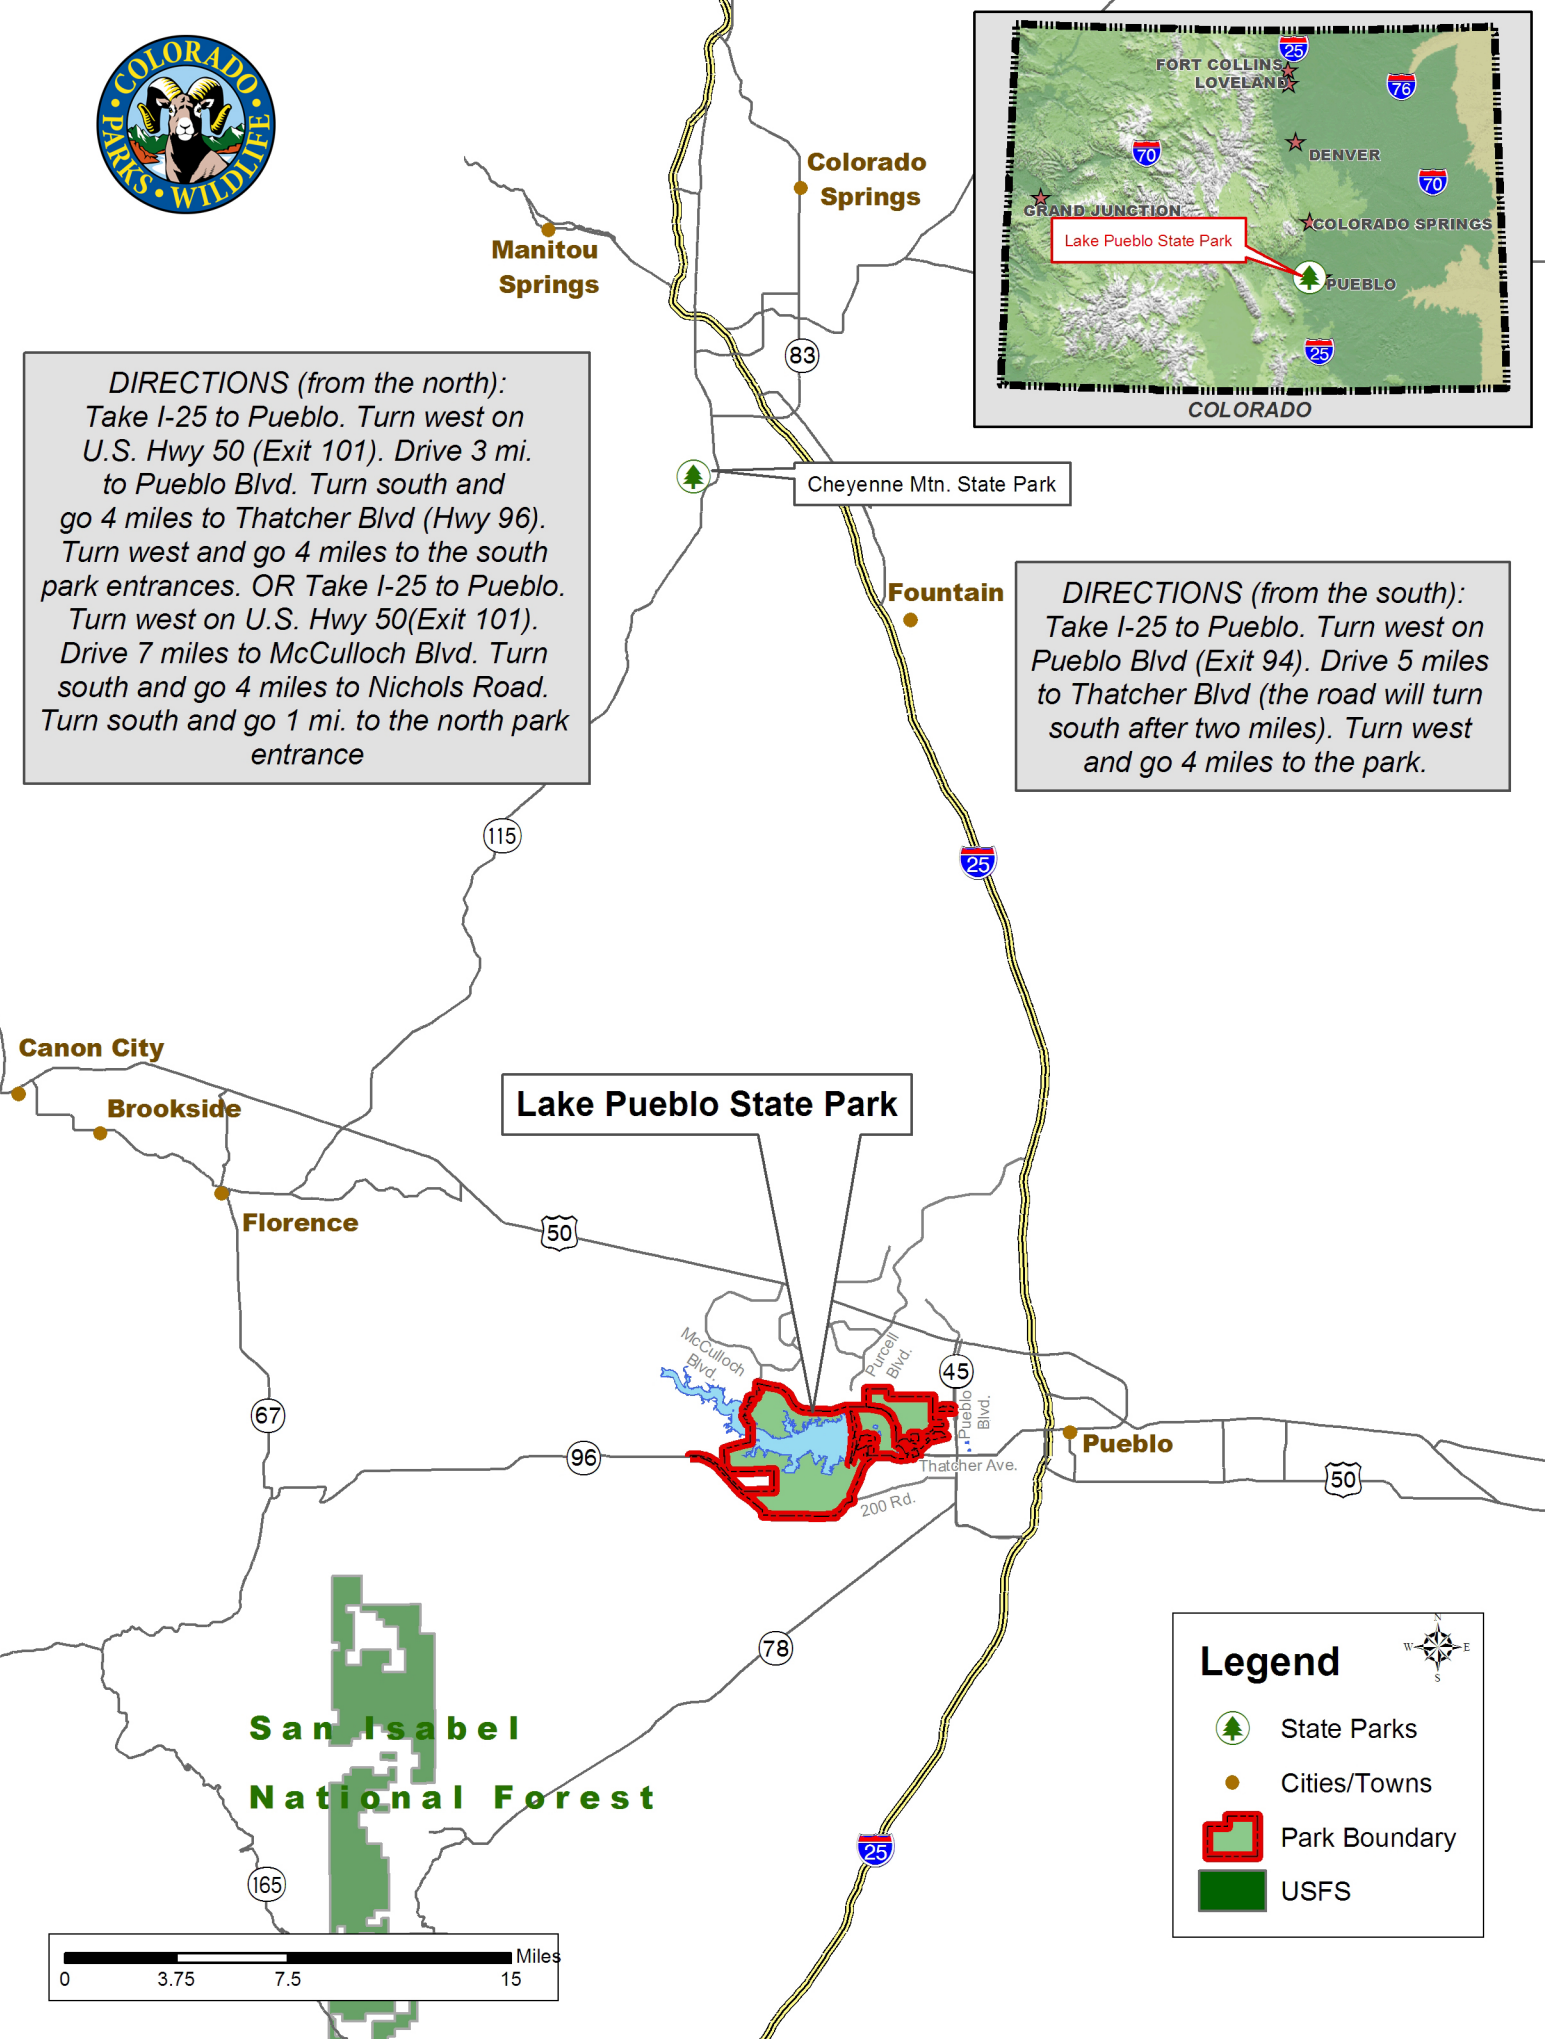 COLORADO
PARKS • WILDLIFE
25
FORT COLLINS
LOVELAND
76
70
DENVER
70
GRAND JUNCTION
COLORADO SPRINGS
Lake Pueblo State Park
PUEBLO
25
COLORADO
Colorado
Springs
Manitou
Springs
83
DIRECTIONS (from the north):
Take I-25 to Pueblo. Turn west on
U.S. Hwy 50 (Exit 101). Drive 3 mi.
to Pueblo Blvd. Turn south and
go 4 miles to Thatcher Blvd (Hwy 96).
Turn west and go 4 miles to the south
park entrances. OR Take I-25 to Pueblo.
Turn west on U.S. Hwy 50(Exit 101).
Drive 7 miles to McCulloch Blvd. Turn
south and go 4 miles to Nichols Road.
Turn south and go 1 mi. to the north park
entrance
Cheyenne Mtn. State Park
Fountain
DIRECTIONS (from the south):
Take I-25 to Pueblo. Turn west on
Pueblo Blvd (Exit 94). Drive 5 miles
to Thatcher Blvd (the road will turn
south after two miles). Turn west
and go 4 miles to the park.
115
25
Canon City
Brookside
Lake Pueblo State Park
Florence
50
McCulloch
Blvd.
Purcell
Blvd.
45
Pueblo
Blvd.
67
96
Pueblo
Thatcher Ave.
50
200 Rd.
78
San Isabel
National Forest
25
165
Legend
N
W
E
S
State Parks
Cities/Towns
Park Boundary
USFS
Miles
0
3.75
7.5
15